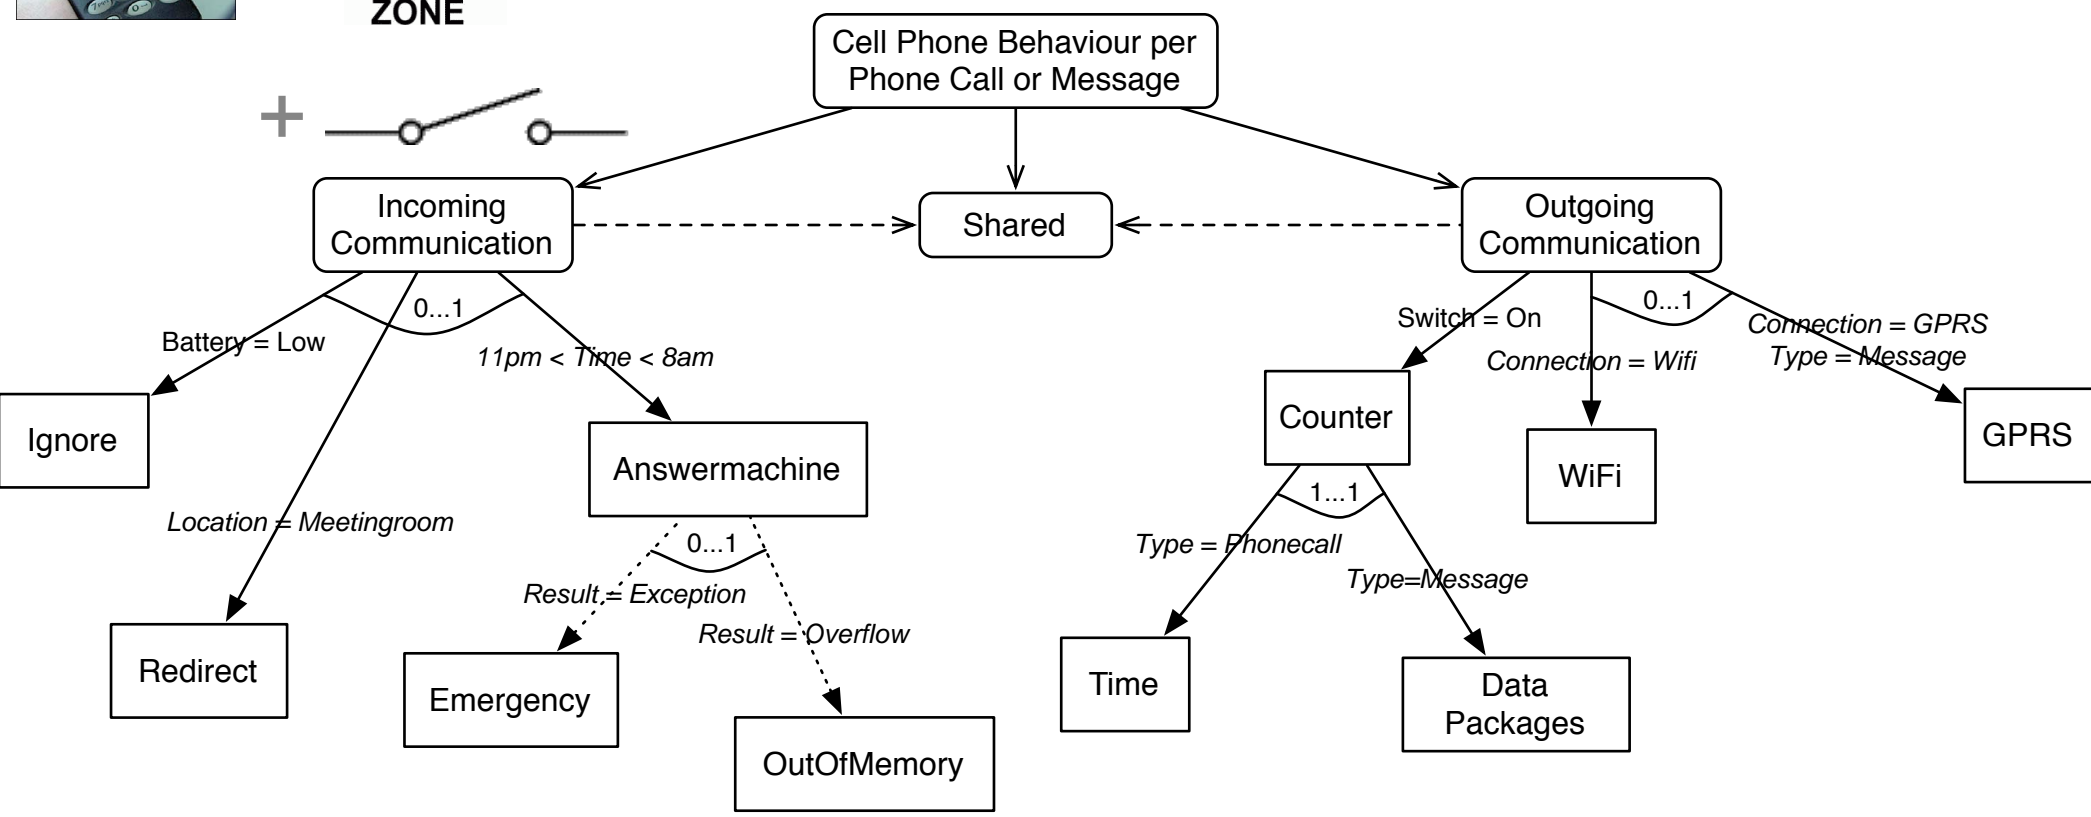 ZONE
Cell Phone Behaviour per
Phone Call or Message
+
Incoming
Communication
Shared
Outgoing
Communication
0...1
Battery = Low
11pm < Time < 8am
Switch = On
0...1
Connection = Wifi
Connection = GPRS
Type = Message
Ignore
Answermachine
Counter
WiFi
GPRS
Location = Meetingroom
0...1
Result = Exception
Result = Overflow
1...1
Type = Phonecall
Type=Message
Redirect
Emergency
OutOfMemory
Time
Data
Packages